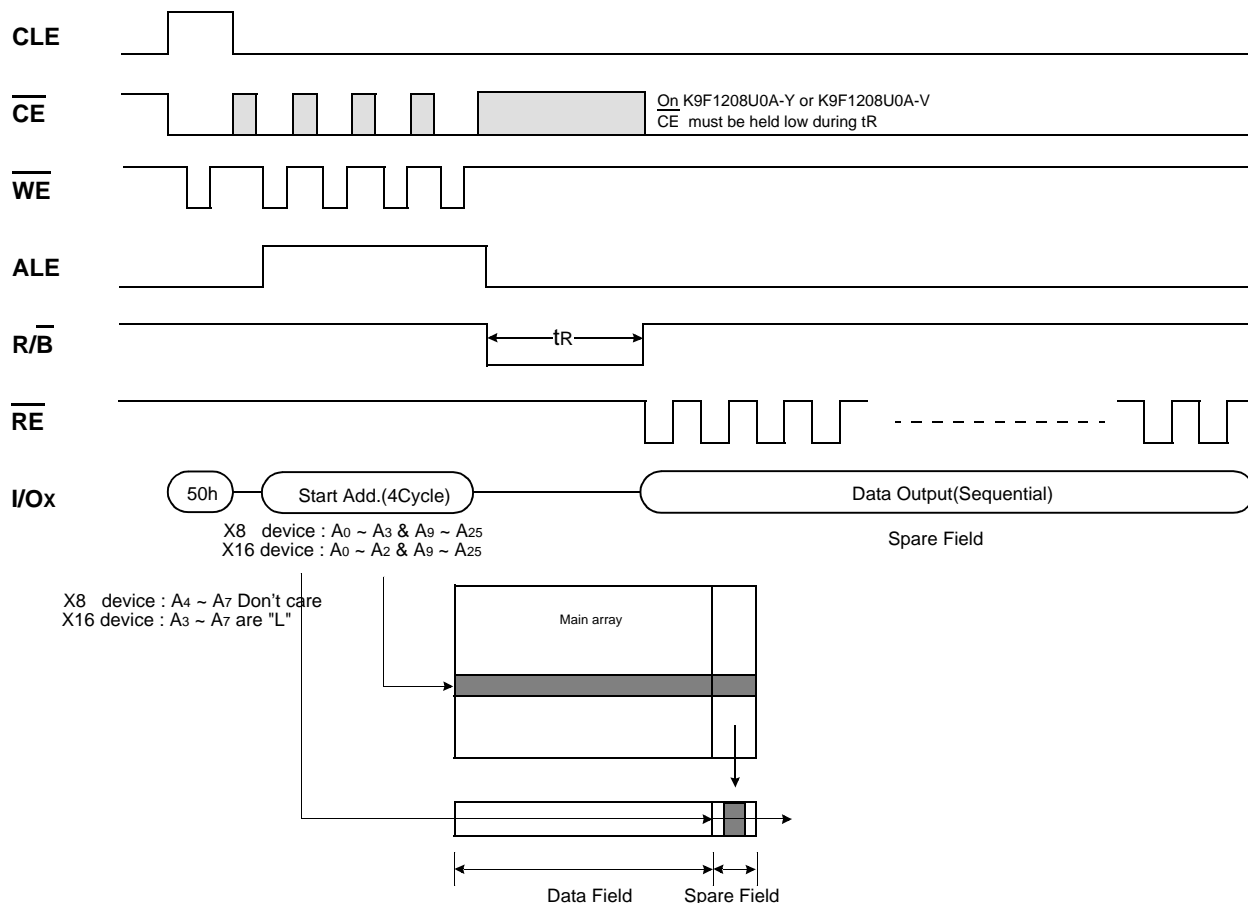 CLE
CE
On K9F1208U0A-Y or K9F1208U0A-V
CE must be held low during tR
WE
ALE
R/B
tR
RE
I/Ox
50h
Start Add.(4Cycle)
Data Output(Sequential)
X8 device : A0 ~ A3 & A9 ~ A25
X16 device : A0 ~ A2 & A9 ~ A25
Spare Field
X8 device : A4 ~ A7 Don't care
X16 device : A3 ~ A7 are "L"
Main array
Data Field
Spare Field